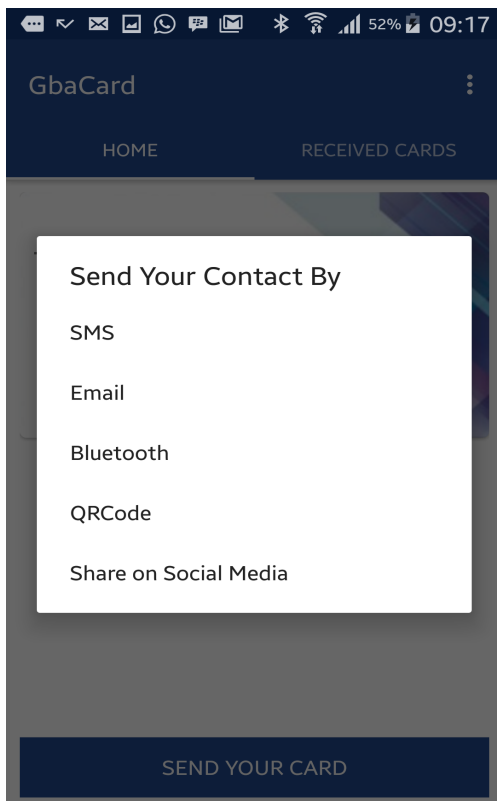 52% 09:17
GbaCard
HOME RECEIVED CARDS
Send Your Contact By
SMS
Email
Bluetooth
QRCode
Share on Social Media
SEND YOUR CARD